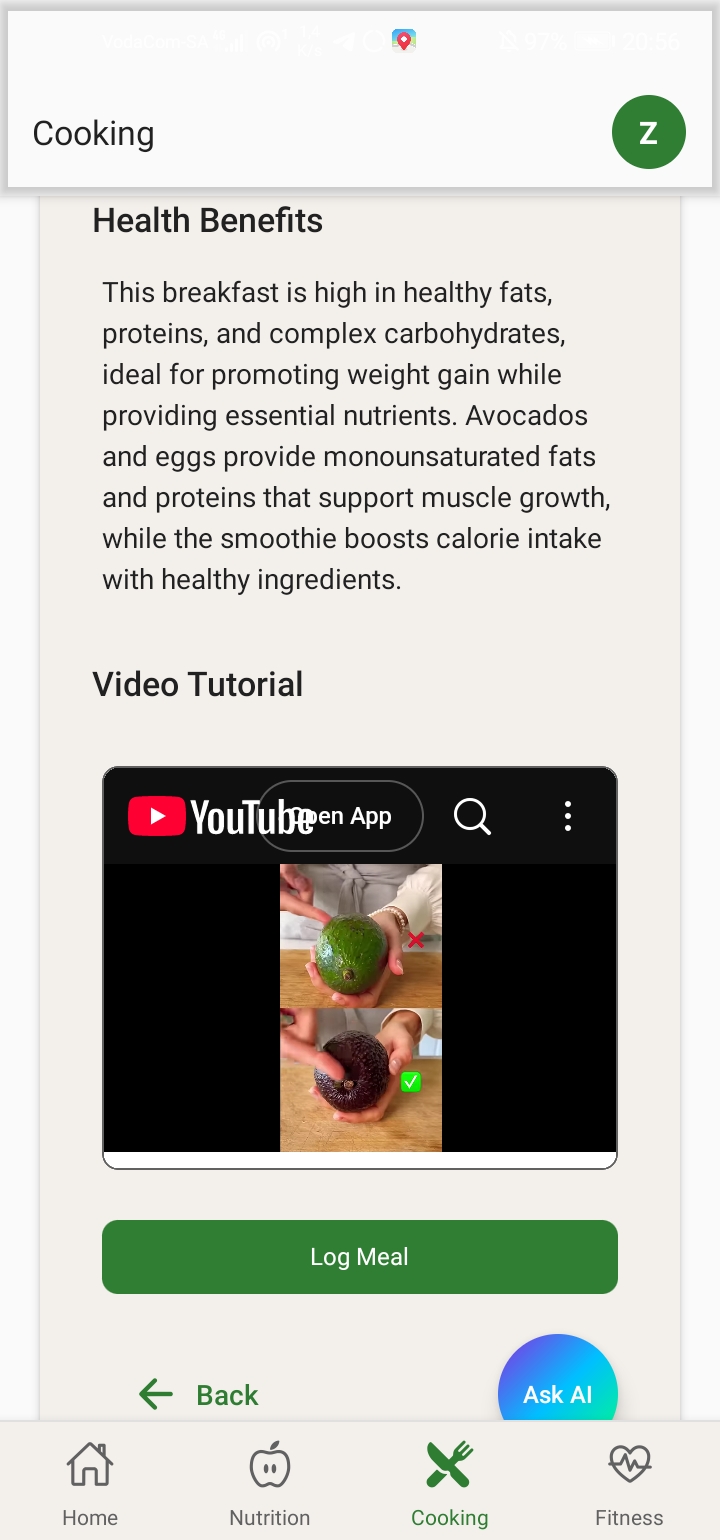 VodaCom SA
97%
20:56
Cooking
Z
Health Benefits
This breakfast is high in healthy fats,
proteins, and complex carbohydrates,
ideal for promoting weight gain while
providing essential nutrients. Avocados
and eggs provide monounsaturated fats
and proteins that support muscle growth,
while the smoothie boosts calorie intake
with healthy ingredients.
Video Tutorial
YouTube
Open App
Log Meal
Back
Ask AI
Home
Nutrition
Cooking
Fitness